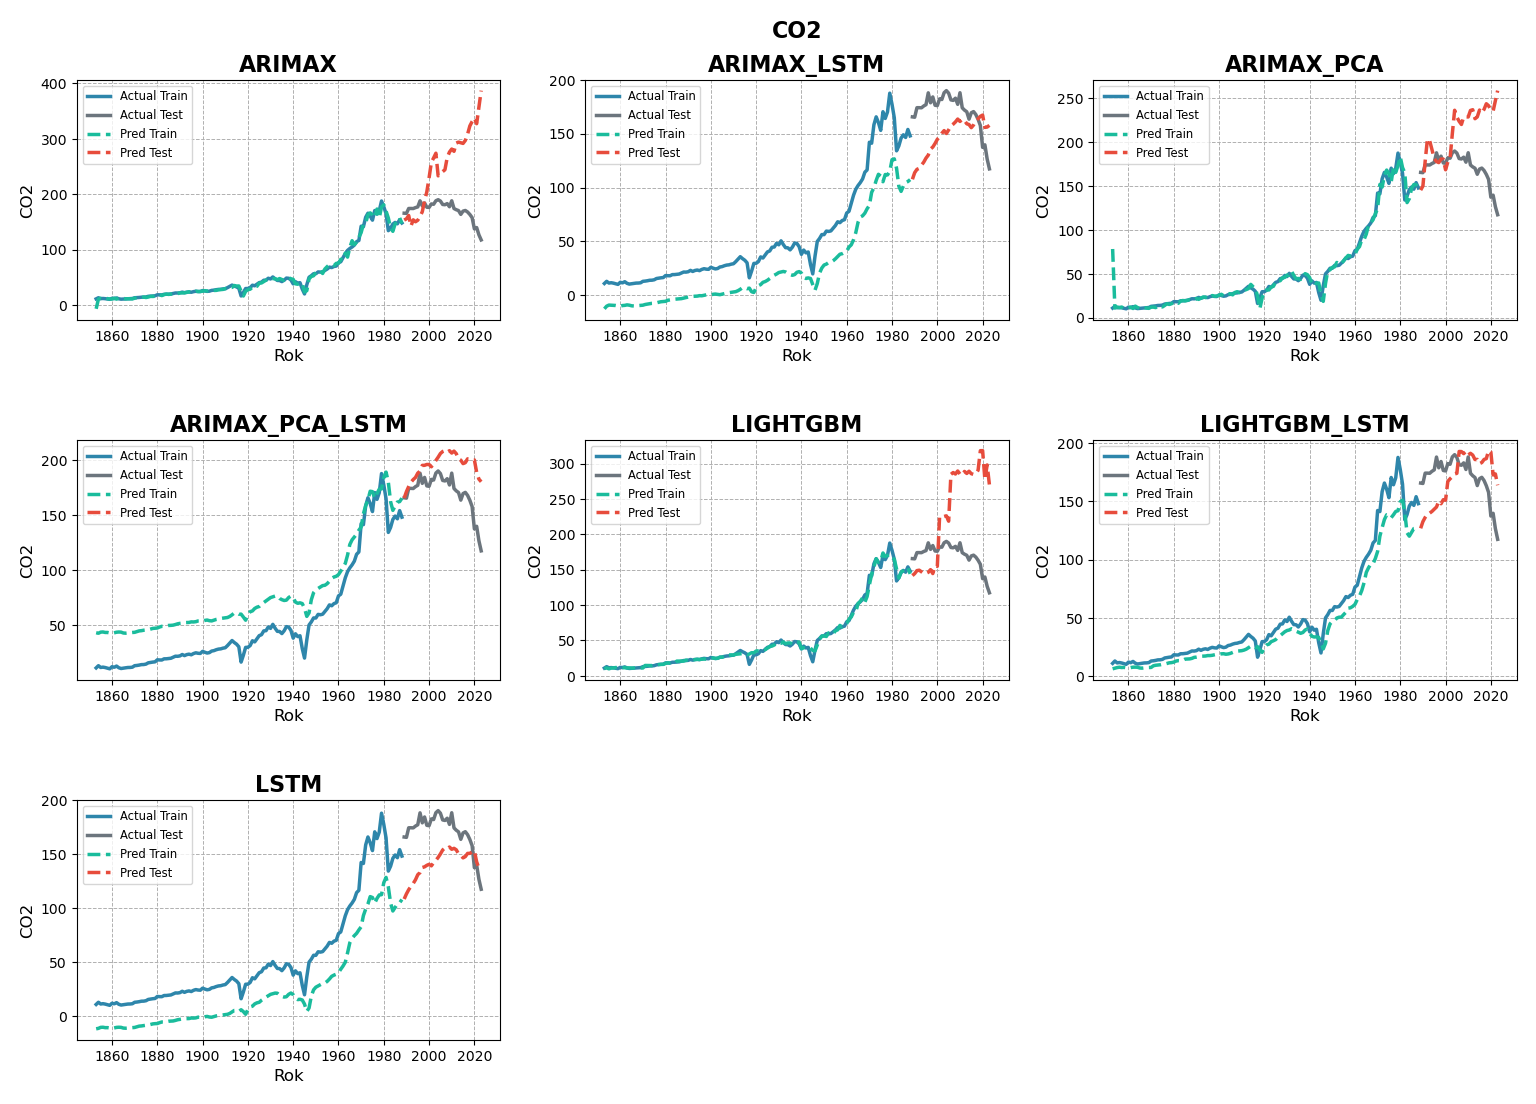 CO2
ARIMAX
400
300
200
100
0
CO2
Actual Train
Actual Test
Pred Train
Pred Test
1860 1880 1900 1920 1940 1960 1980 2000 2020
Rok
ARIMAX_LSTM
200
150
100
50
0
CO2
Actual Train
Actual Test
Pred Train
Pred Test
1860 1880 1900 1920 1940 1960 1980 2000 2020
Rok
ARIMAX_PCA
250
200
150
100
50
0
CO2
Actual Train
Actual Test
Pred Train
Pred Test
1860 1880 1900 1920 1940 1960 1980 2000 2020
Rok
ARIMAX_PCA_LSTM
200
150
100
50
CO2
Actual Train
Actual Test
Pred Train
Pred Test
1860 1880 1900 1920 1940 1960 1980 2000 2020
Rok
LIGHTGBM
300
250
200
150
100
50
0
CO2
Actual Train
Actual Test
Pred Train
Pred Test
1860 1880 1900 1920 1940 1960 1980 2000 2020
Rok
LIGHTGBM_LSTM
200
150
100
50
0
CO2
Actual Train
Actual Test
Pred Train
Pred Test
1860 1880 1900 1920 1940 1960 1980 2000 2020
Rok
LSTM
200
150
100
50
0
CO2
Actual Train
Actual Test
Pred Train
Pred Test
1860 1880 1900 1920 1940 1960 1980 2000 2020
Rok